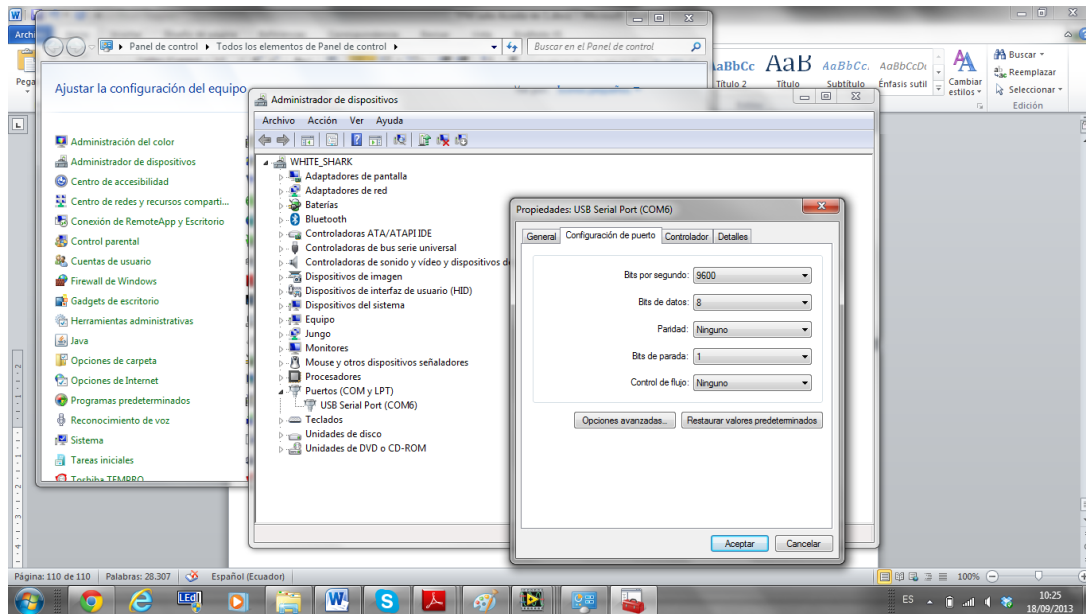 Archi
Panel de control
Todos los elementos de Panel de control
Buscar en el Panel de control
Pega
AaBbCc
AaB
AaBbCc.
AaBbCcDc
Título 2
Título
Subtítulo
Énfasis sutil
Cambiar
estilos
Buscar
Reemplazar
Seleccionar
Edición
Ajustar la configuración del equipo
Administración del color
Administrador de dispositivos
Centro de accesibilidad
Centro de redes y recursos comparti...
Conexión de RemoteApp y Escritorio
Control parental
Cuentas de usuario
Firewall de Windows
Gadgets de escritorio
Herramientas administrativas
Java
Opciones de carpeta
Opciones de Internet
Programas predeterminados
Reconocimiento de voz
Sistema
Tareas iniciales
Toshiba TEMPRO
Administrador de dispositivos
Archivo Acción Ver Ayuda
WHITE_SHARK
Adaptadores de pantalla
Adaptadores de red
Baterías
Bluetooth
Controladoras ATA/ATAPI IDE
Controladoras de bus serie universal
Controladoras de sonido y vídeo y dispositivos d
Dispositivos de imagen
Dispositivos de interfaz de usuario (HID)
Dispositivos del sistema
Equipo
Jungo
Monitores
Mouse y otros dispositivos señaladores
Procesadores
Puertos (COM y LPT)
USB Serial Port (COM6)
Teclados
Unidades de disco
Unidades de DVD o CD-ROM
Propiedades: USB Serial Port (COM6)
General Configuración de puerto Controlador Detalles
Bits por segundo: 9600
Bits de datos: 8
Paridad: Ninguno
Bits de parada: 1
Control de flujo: Ninguno
Opciones avanzadas... Restaurar valores predeterminados
Aceptar Cancelar
Página: 110 de 110 Palabras: 28.307 Español (Ecuador) 100%
ES
10:25
18/09/2013